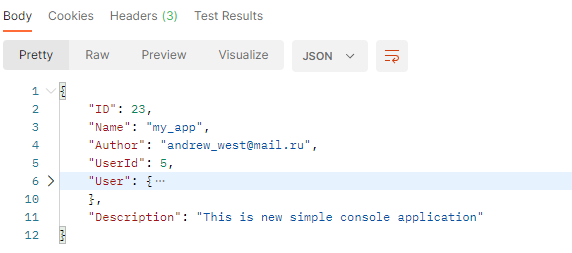 Body Cookies Headers (3) Test Results
Pretty Raw Preview Visualize JSON
1 {
2 "ID": 23,
3 "Name": "my_app",
4 "Author": "andrew_west@mail.ru",
5 "UserId": 5,
6 "User": {...
10 },
11 "Description": "This is new simple console application"
12 }